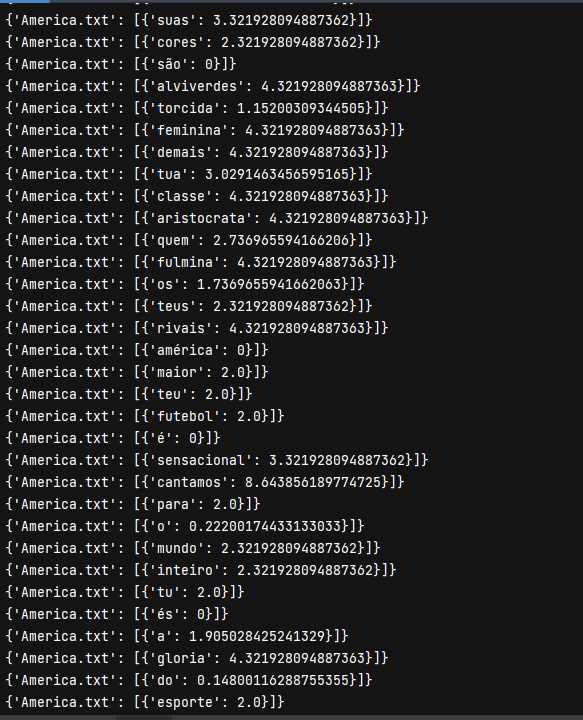 {'America.txt': [{'suas': 3.321928094887362}]}
{'America.txt': [{'cores': 2.321928094887362}]}
{'America.txt': [{'são': 0}]}
{'America.txt': [{'alviverdes': 4.321928094887363}]}
{'America.txt': [{'torcida': 1.15200309344505}]}
{'America.txt': [{'feminina': 4.321928094887363}]}
{'America.txt': [{'demais': 4.321928094887363}]}
{'America.txt': [{'tua': 3.0291463456595165}]}
{'America.txt': [{'classe': 4.321928094887363}]}
{'America.txt': [{'aristocrata': 4.321928094887363}]}
{'America.txt': [{'quem': 2.736965594166206}]}
{'America.txt': [{'fulmina': 4.321928094887363}]}
{'America.txt': [{'os': 1.7369655941662063}]}
{'America.txt': [{'teus': 2.321928094887362}]}
{'America.txt': [{'rivais': 4.321928094887363}]}
{'America.txt': [{'américa': 0}]}
{'America.txt': [{'maior': 2.0}]}
{'America.txt': [{'teu': 2.0}]}
{'America.txt': [{'futebol': 2.0}]}
{'America.txt': [{'é': 0}]}
{'America.txt': [{'sensacional': 3.321928094887362}]}
{'America.txt': [{'cantamos': 8.643856189774725}]}
{'America.txt': [{'para': 2.0}]}
{'America.txt': [{'o': 0.22200174433133033}]}
{'America.txt': [{'mundo': 2.321928094887362}]}
{'America.txt': [{'inteiro': 2.321928094887362}]}
{'America.txt': [{'tu': 2.0}]}
{'America.txt': [{'és': 0}]}
{'America.txt': [{'a': 1.905028425241329}]}
{'America.txt': [{'gloria': 4.321928094887363}]}
{'America.txt': [{'do': 0.14800116288755355}]}
{'America.txt': [{'esporte': 2.0}]}